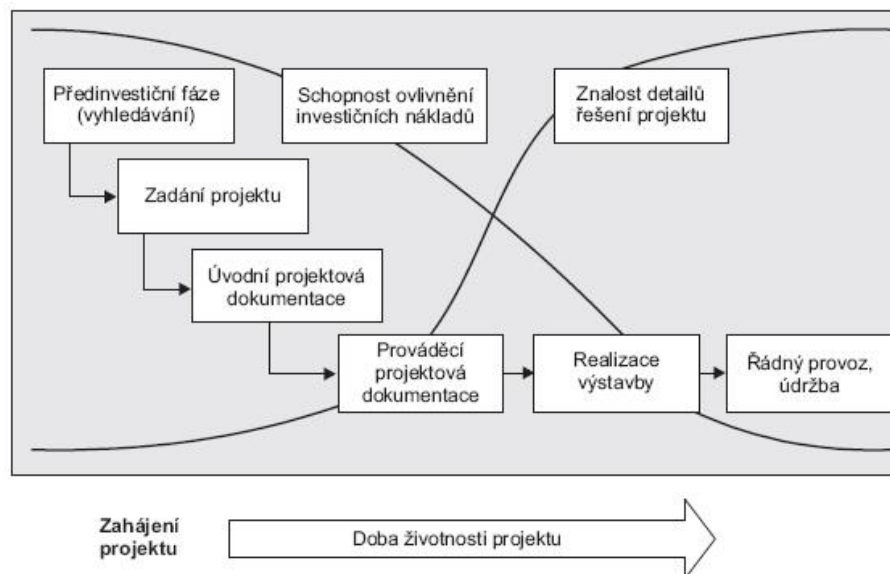 Předinvestiční fáze
(vyhledávání)
Schopnost ovlivnění
investičních nákladů
Znalost detailů
řešení projektu
Zadání projektu
Úvodní projektová
dokumentace
Prováděcí
projektová
dokumentace
Realizace
výstavby
Řádný provoz,
údržba
Zahájení
projektu
Doba životnosti projektu